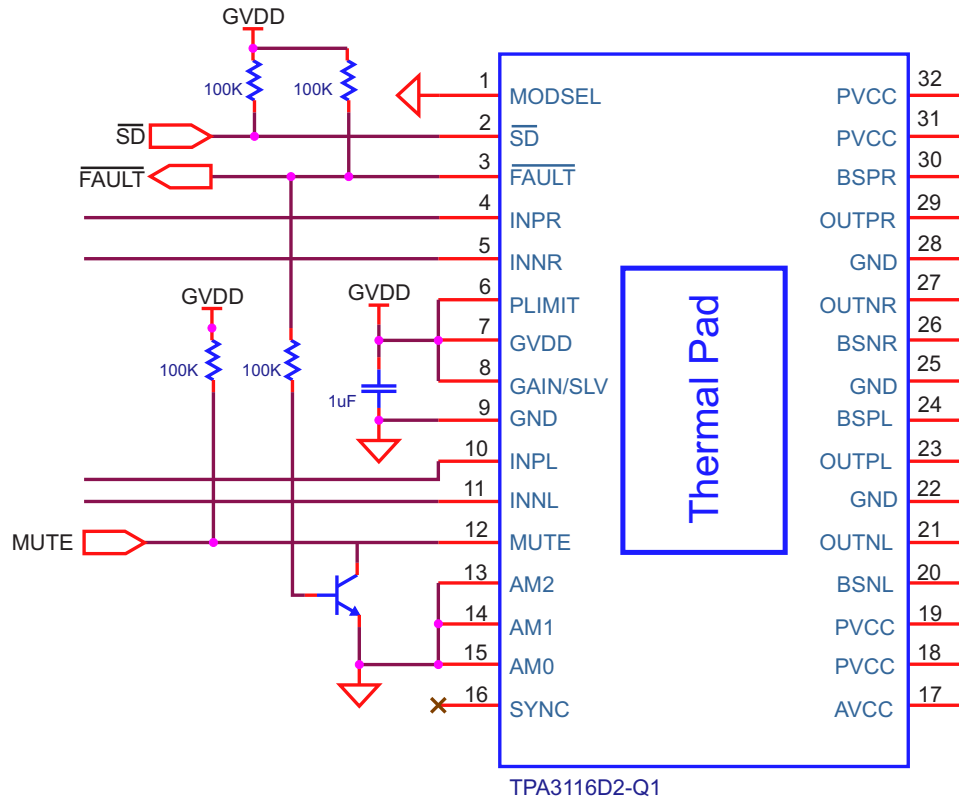 GVDD
100K
100K
SD
FAULT
GVDD
GVDD
100K
100K
1uF
MUTE
1
MODSEL
2
SD
3
FAULT
4
INPR
5
INNR
6
PLIMIT
7
GVDD
8
GAIN/SLV
9
GND
10
INPL
11
INNL
12
MUTE
13
AM2
14
AM1
15
AM0
16
SYNC
Thermal Pad
32
PVCC
31
PVCC
30
BSPR
29
OUTPR
28
GND
27
OUTNR
26
BSNR
25
GND
24
BSPL
23
OUTPL
22
GND
21
OUTNL
20
BSNL
19
PVCC
18
PVCC
17
AVCC
TPA3116D2-Q1